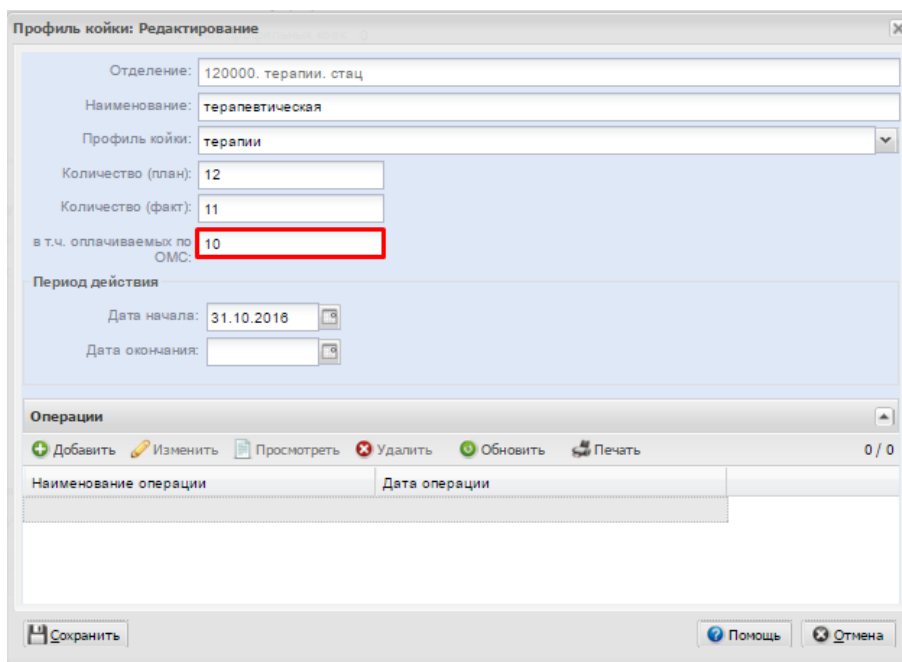 Профиль койки: Редактирование
Отделение: 120000. терапии. стац
Наименование: терапевтическая
Профиль койки: терапии
Количество (план): 12
Количество (факт): 11
в т.ч. оплачиваемых по 10
ОМС:
Период действия
Дата начала: 31.10.2016
Дата окончания:
Операции
Добавить Изменить Просмотреть Удалить Обновить Печать 0 / 0
Наименование операции Дата операции
Сохранить Помощь Отмена